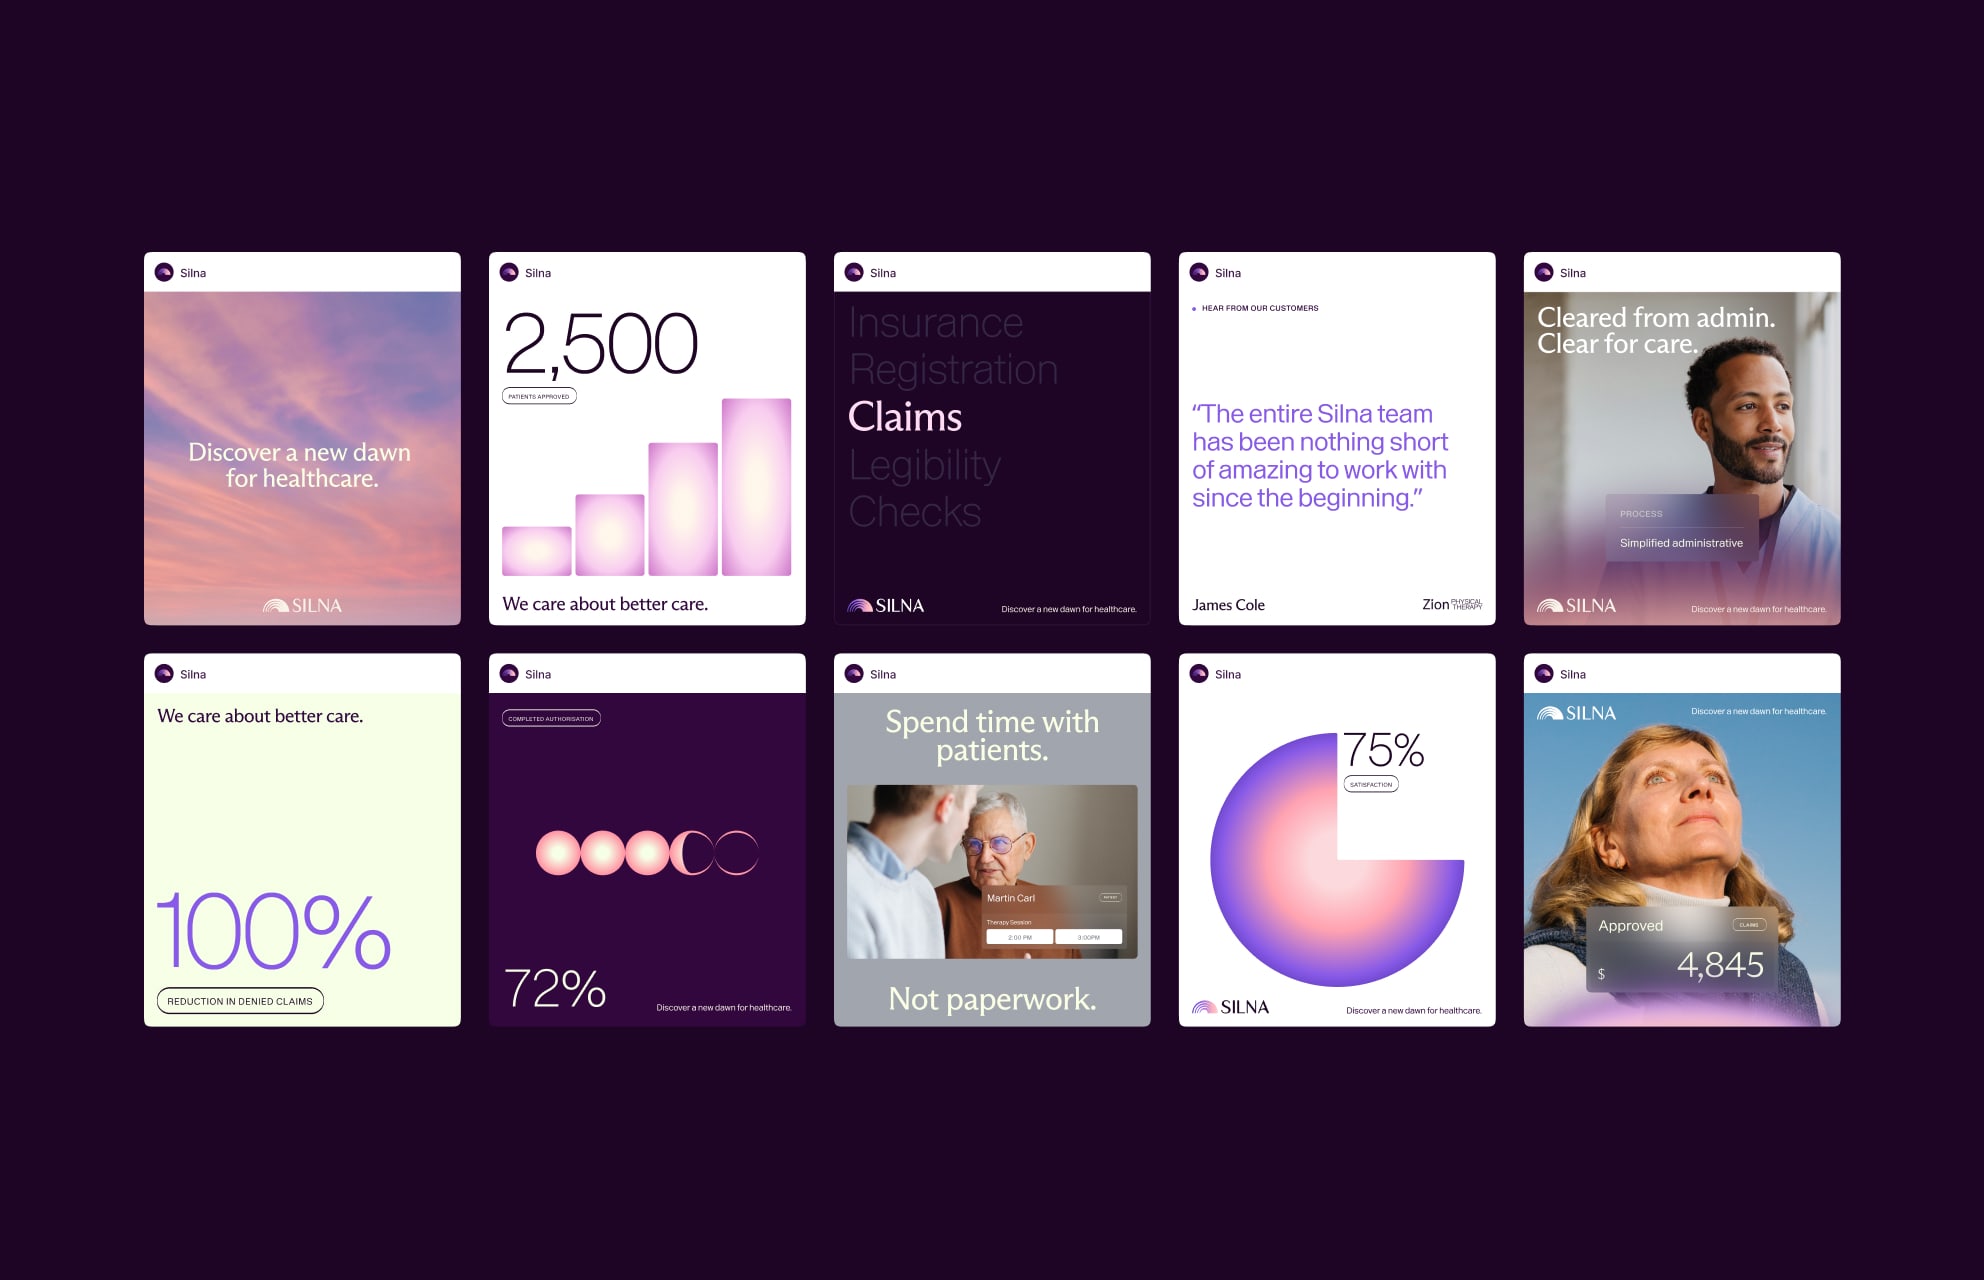 Silna
Discover a new dawn
for healthcare.
SILNA
Silna
2,500
PATIENTS APPROVED
We care about better care.
Silna
Insurance
Registration
Claims
Legibility
Checks
SILNA
Discover a new dawn for healthcare.
Silna
HEAR FROM OUR CUSTOMERS
“The entire Silna team
has been nothing short
of amazing to work with
since the beginning.”
James Cole
Zion PHYSICAL
THERAPY
Silna
Cleared from admin.
Clear for care.
PROCESS
Simplified administrative
SILNA
Discover a new dawn for healthcare.
Silna
We care about better care.
100%
REDUCTION IN DENIED CLAIMS
Silna
COMPLETED AUTHORISATION
72%
Discover a new dawn for healthcare.
Silna
Spend time with
patients.
Martin Carl
PATIENT
Therapy Session
2:00 PM
3:00PM
Not paperwork.
Silna
75%
SATISFACTION
SILNA
Discover a new dawn for healthcare.
Silna
SILNA
Discover a new dawn for healthcare.
Approved
CLAIMS
$ 4,845